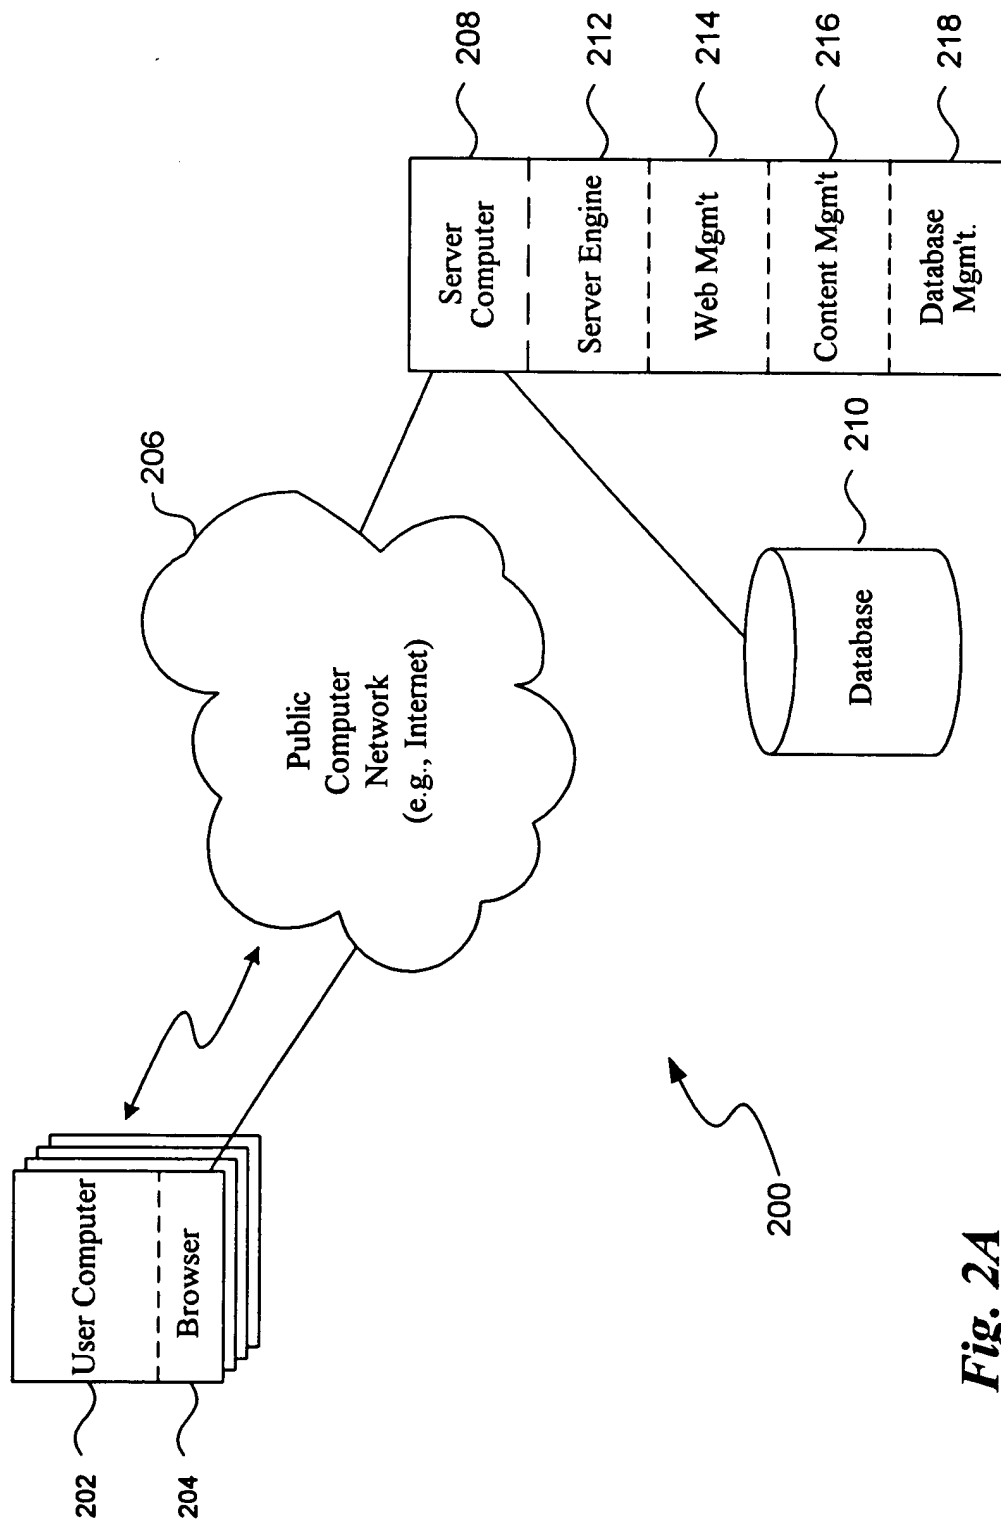 202
User Computer
204
Browser
206
Public
Computer
Network
(e.g., Internet)
Server
Computer
208
Server Engine
212
Web Mgm't
214
Content Mgm't
216
Database
Mgm't.
218
Database
210
200
Fig. 2A